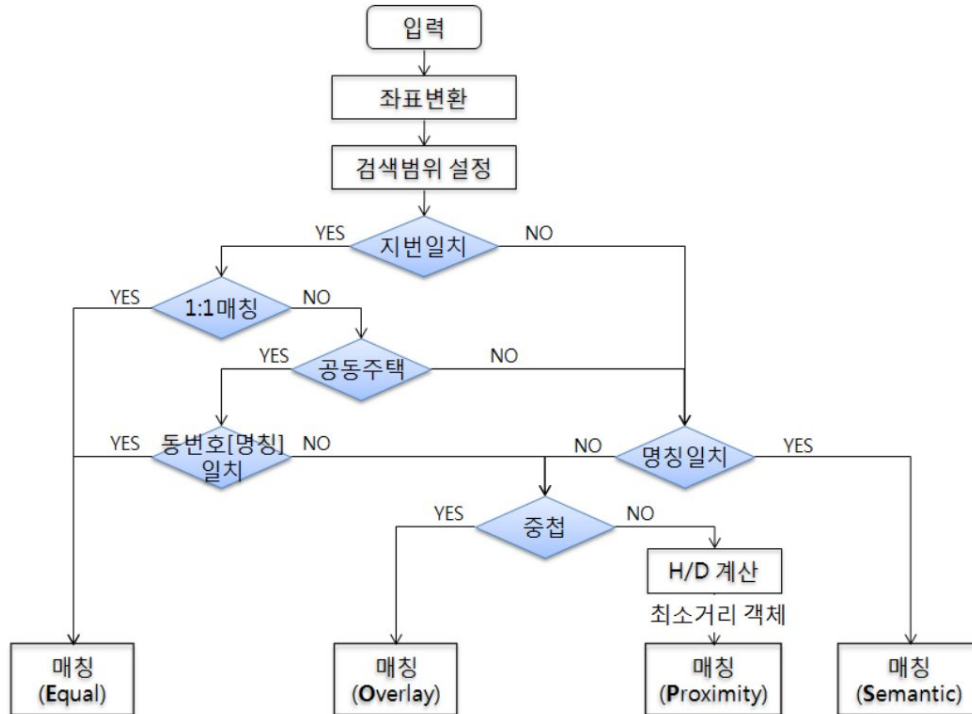 입력
좌표변환
검색범위 설정
YES
지번일치
NO
YES
1:1매칭
NO
YES
공동주택
NO
YES
동번호[명칭]
일치
NO
NO
명칭일치
YES
YES
중첩
NO
H/D 계산
최소거리 객체
매칭
(Equal)
매칭
(Overlay)
매칭
(Proximity)
매칭
(Semantic)